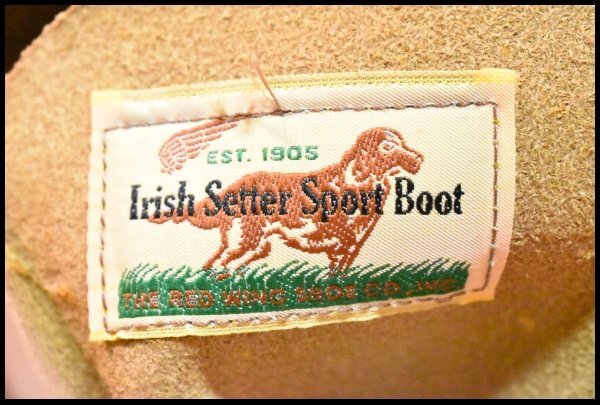 EST. 1905
Irish Setter Sport Boot
THE RED WING SHOE CO., INC.